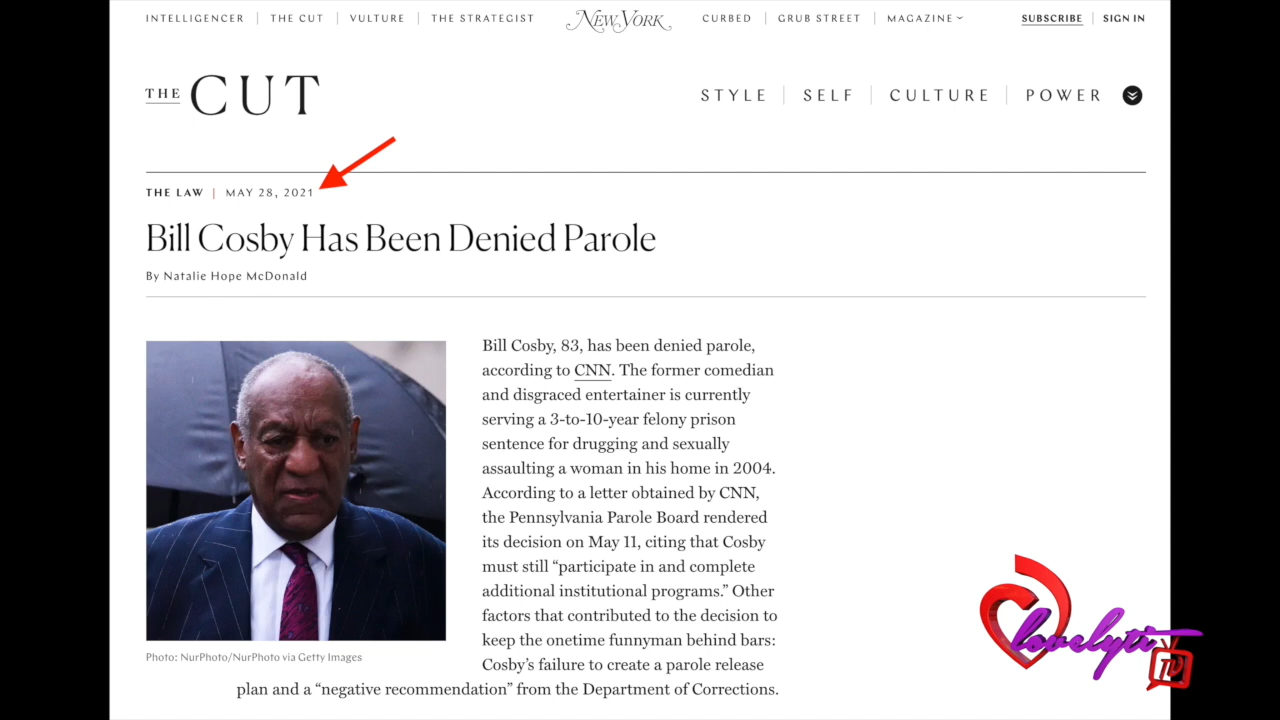 INTELLIGENCER THE CUT VULTURE THE STRATEGIST NEW YORK CURBED GRUB STREET MAGAZINE SUBSCRIBE SIGN IN
THE CUT STYLE SELF CULTURE POWER
THE LAW | MAY 28, 2021
Bill Cosby Has Been Denied Parole
By Natalie Hope McDonald
Bill Cosby, 83, has been denied parole,
according to CNN. The former comedian
and disgraced entertainer is currently
serving a 3-to-10-year felony prison
sentence for drugging and sexually
assaulting a woman in his home in 2004.
According to a letter obtained by CNN,
the Pennsylvania Parole Board rendered
its decision on May 11, citing that Cosby
must still “participate in and complete
additional institutional programs.” Other
factors that contributed to the decision to
keep the onetime funnyman behind bars:
Cosby’s failure to create a parole release
plan and a “negative recommendation” from the Department of Corrections.
Photo: NurPhoto/NurPhoto via Getty Images
lovelyti
TV